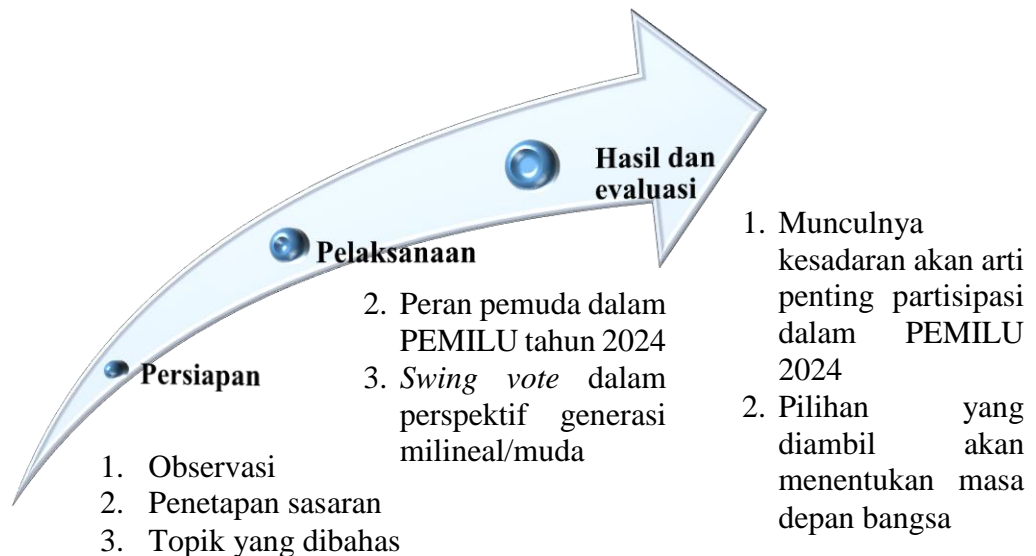 Hasil dan
evaluasi
Pelaksanaan
Persiapan
1. Observasi
2. Penetapan sasaran
3. Topik yang dibahas
2. Peran pemuda dalam
PEMILU tahun 2024
3. Swing vote dalam
perspektif generasi
milineal/muda
1. Munculnya
kesadaran akan arti
penting partisipasi
dalam PEMILU
2024
2. Pilihan yang
diambil akan
menentukan masa
depan bangsa